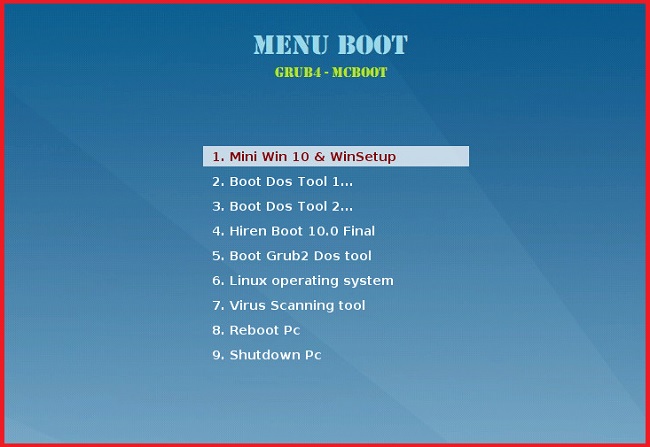 MENU BOOT
GRUB4 - MCBOOT
1. Mini Win 10 & WinSetup
2. Boot Dos Tool 1...
3. Boot Dos Tool 2...
4. Hiren Boot 10.0 Final
5. Boot Grub2 Dos tool
6. Linux operating system
7. Virus Scanning tool
8. Reboot Pc
9. Shutdown Pc